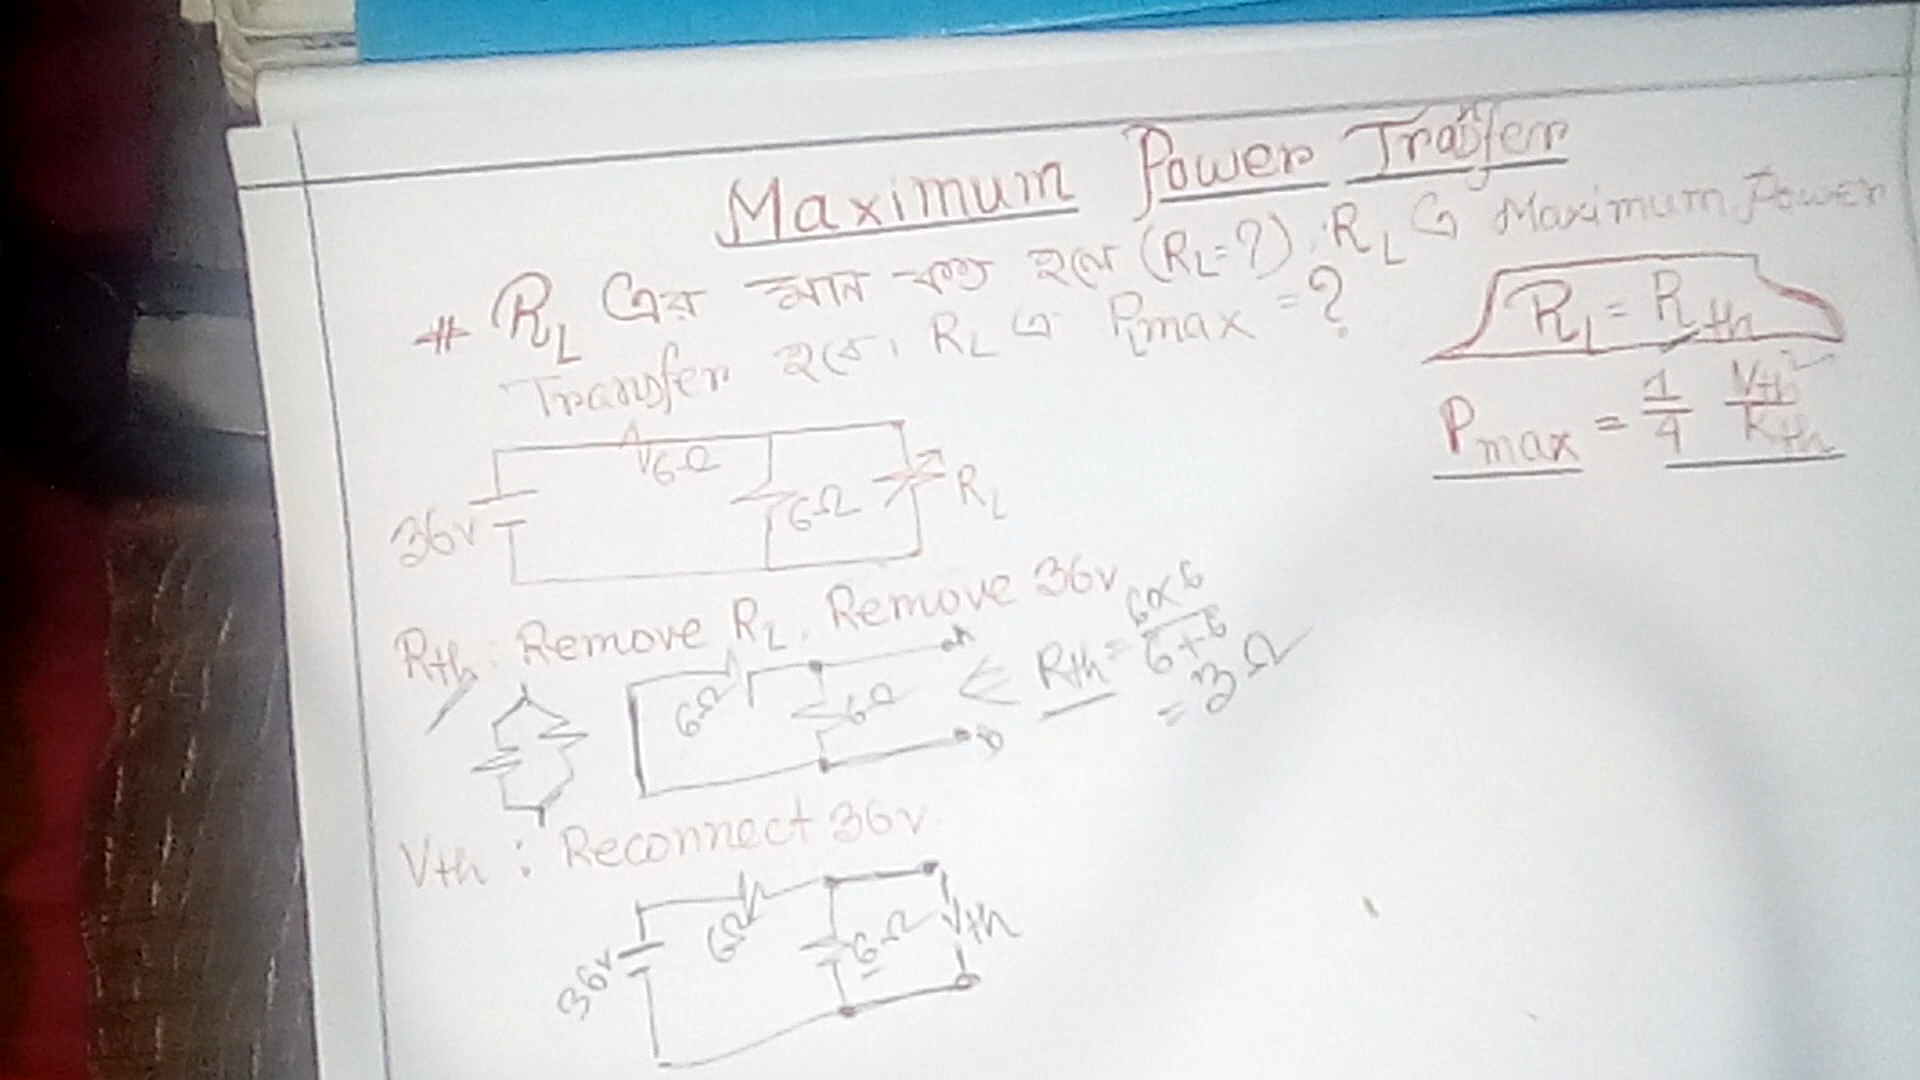 Maximum Power Transfer
# RL এর মান কত হলে (RL=?) RL এ Maximum Power
Transfer হবে। RL এ Pmax = ?
RL = Rth
Pmax = 1/4 Vth²/Rth
6Ω
36v
6Ω
RL
Rth: Remove RL, Remove 36v
6Ω
6Ω
A
B
Rth = 6×6/6+6
= 3Ω
Vth : Reconnect 36v
36v
6Ω
6Ω
Vth